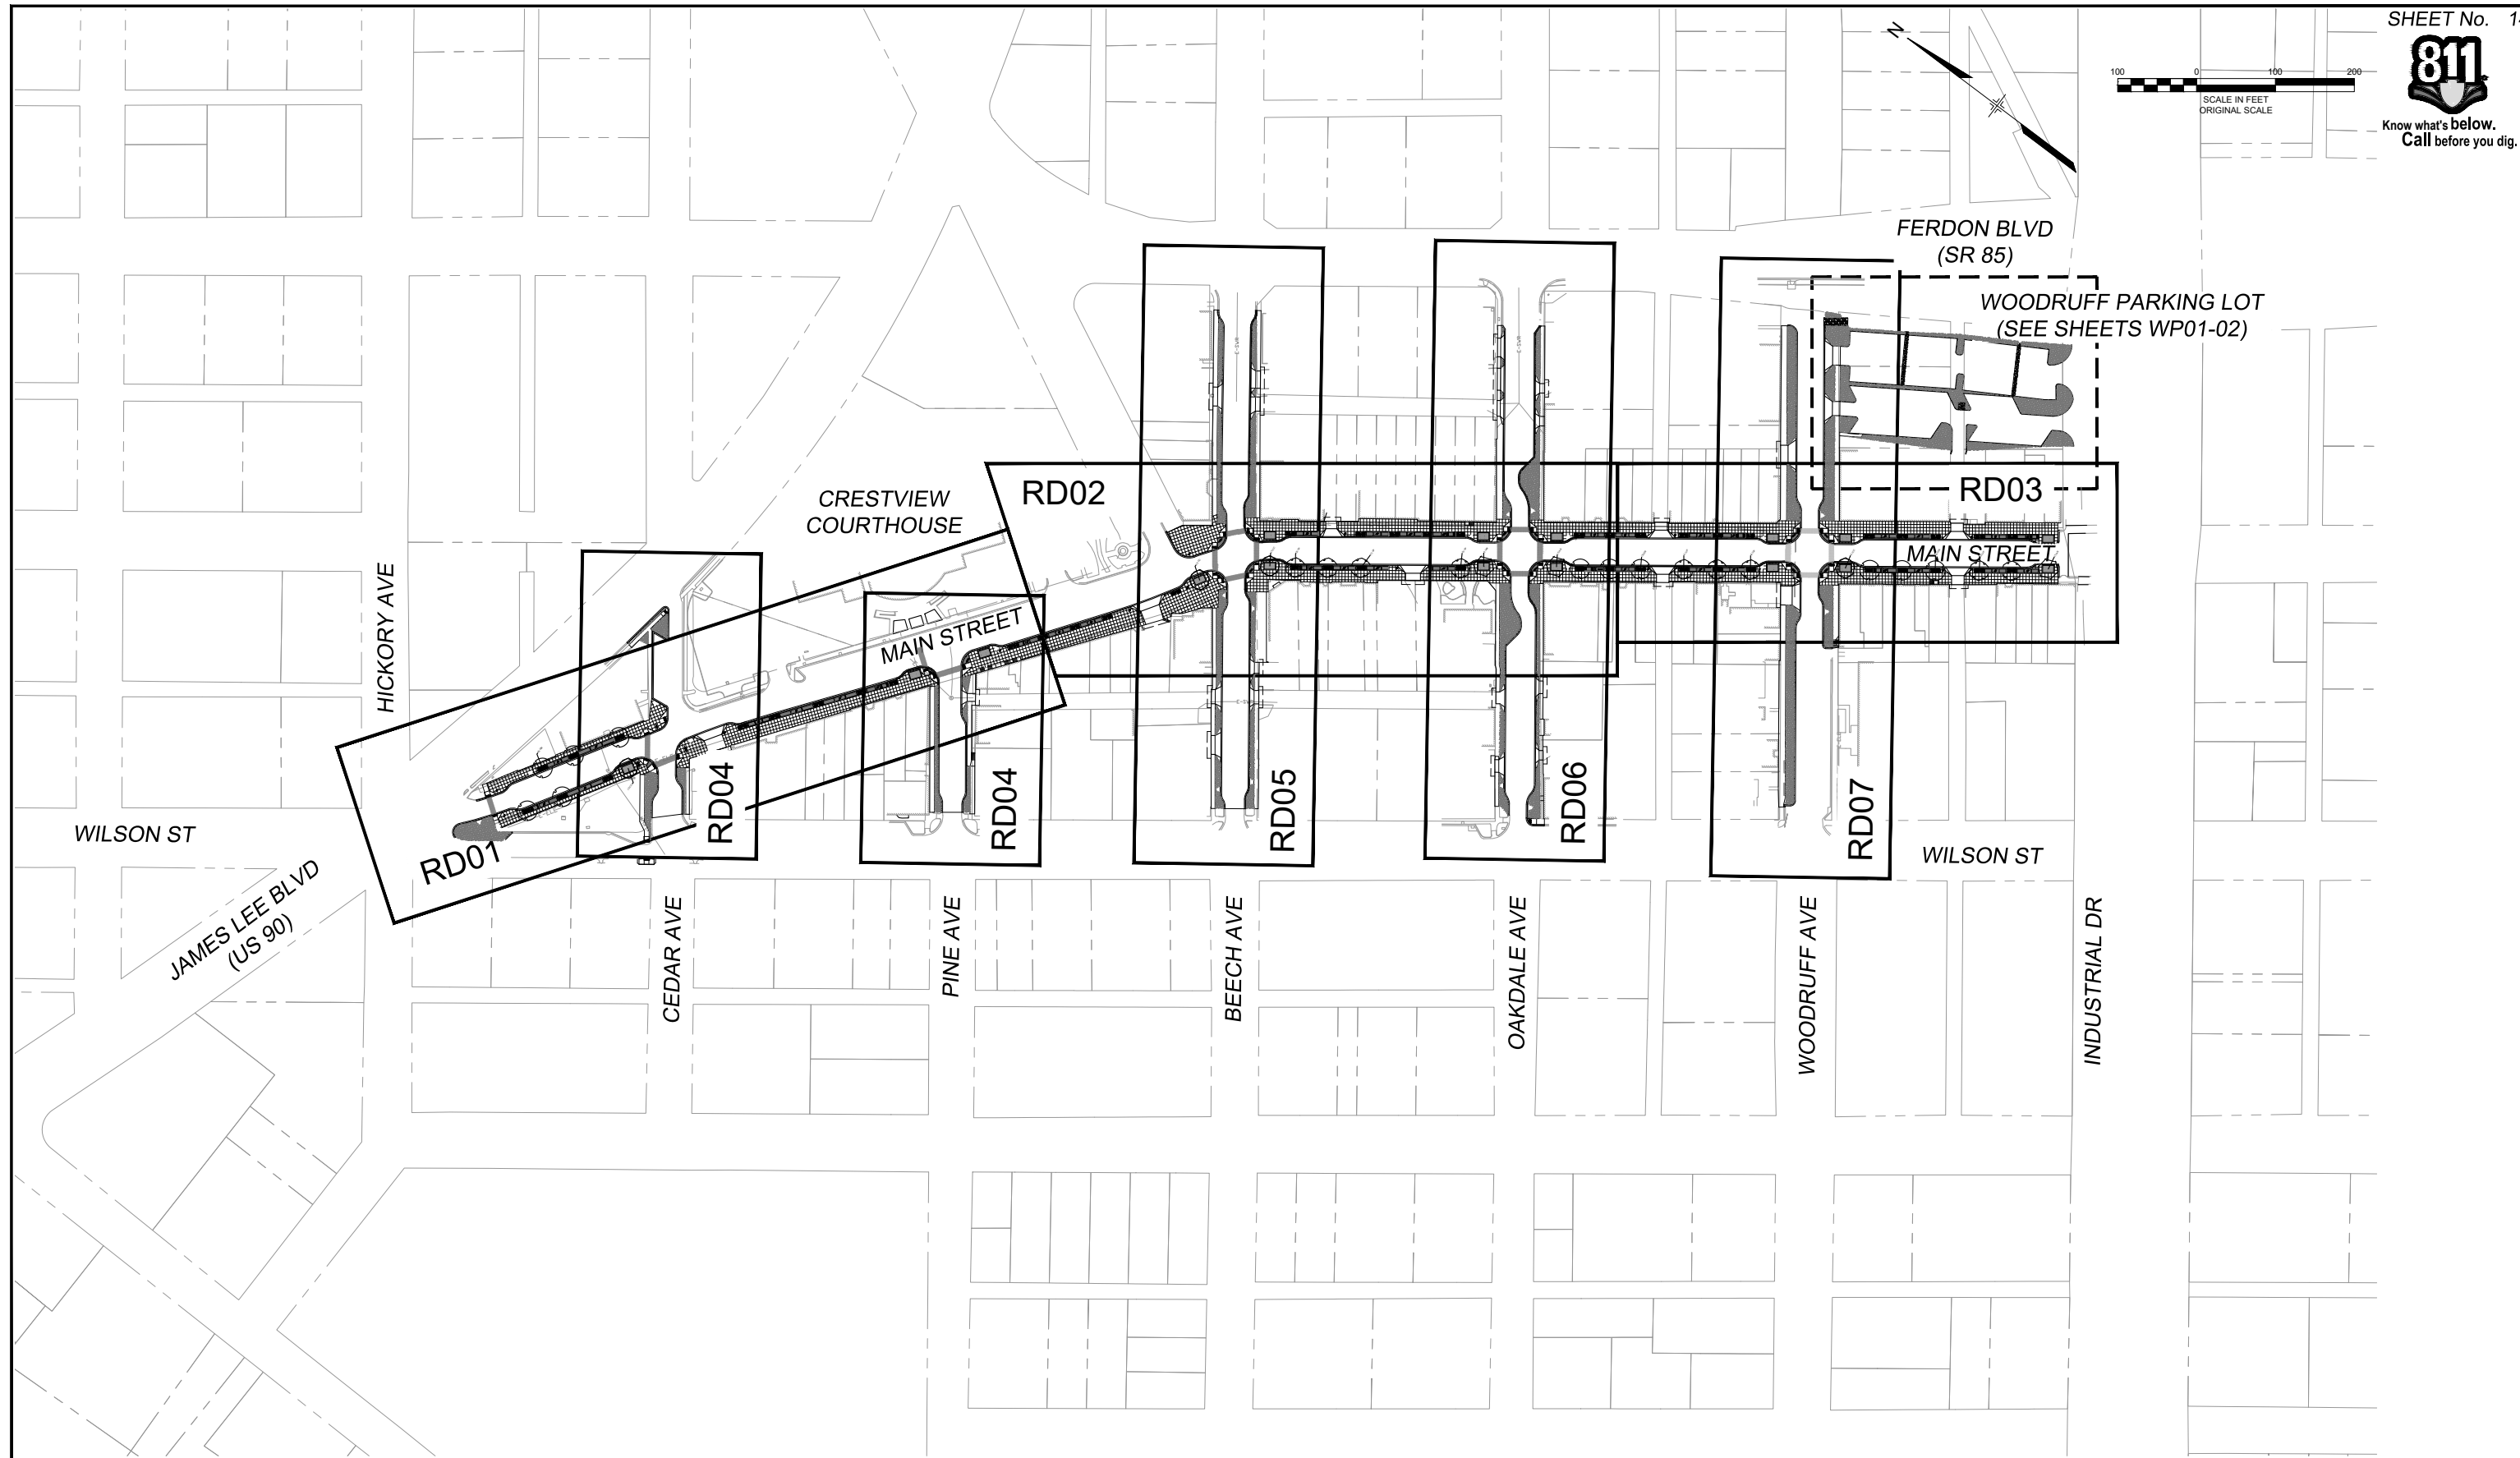 SHEET No. 1
811
Know what's below.
Call before you dig.
N
100 0 100 200
SCALE IN FEET
ORIGINAL SCALE
FERDON BLVD
(SR 85)
WOODRUFF PARKING LOT
(SEE SHEETS WP01-02)
CRESTVIEW
COURTHOUSE
RD02
RD03
MAIN STREET
MAIN STREET
HICKORY AVE
RD04
RD04
RD05
RD06
RD07
RD01
WILSON ST
WILSON ST
JAMES LEE BLVD
(US 90)
CEDAR AVE
PINE AVE
BEECH AVE
OAKDALE AVE
WOODRUFF AVE
INDUSTRIAL DR